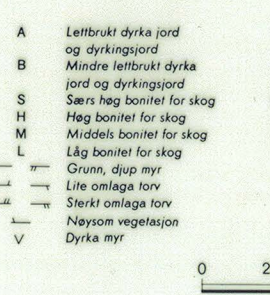 A Lettbrukt dyrka jord
og dyrkingsjord
B Mindre lettbrukt dyrka
jord og dyrkingsjord
S Særs høg bonitet for skog
H Høg bonitet for skog
M Middels bonitet for skog
L Låg bonitet for skog
Grunn, djup myr
Lite omlaga torv
Sterkt omlaga torv
Nøysom vegetasjon
V Dyrka myr
0 2